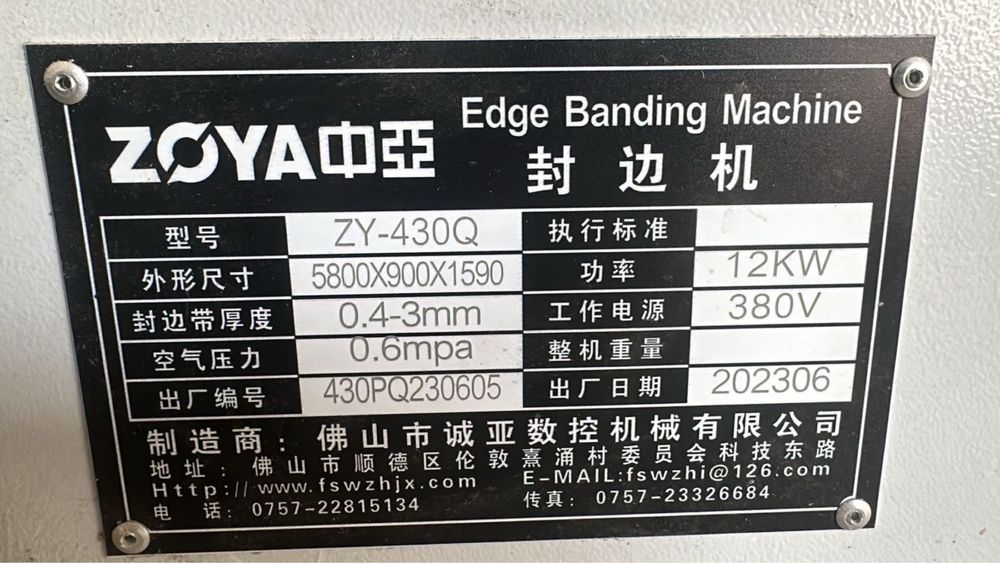 ZOYA中亞 Edge Banding Machine
封边机
型号 ZY-430Q 执行标准
外形尺寸 5800X900X1590 功率 12KW
封边带厚度 0.4-3mm 工作电源 380V
空气压力 0.6mpa 整机重量
出厂编号 430PQ230605 出厂日期 202306
制造商：佛山市诚亚数控机械有限公司
地址：佛山市顺德区伦敦熹涌村委员会科技东路
Http://www.fswzhjx.com E-MAIL:fswzhi@126.com
电话：0757-22815134 传真：0757-23326684